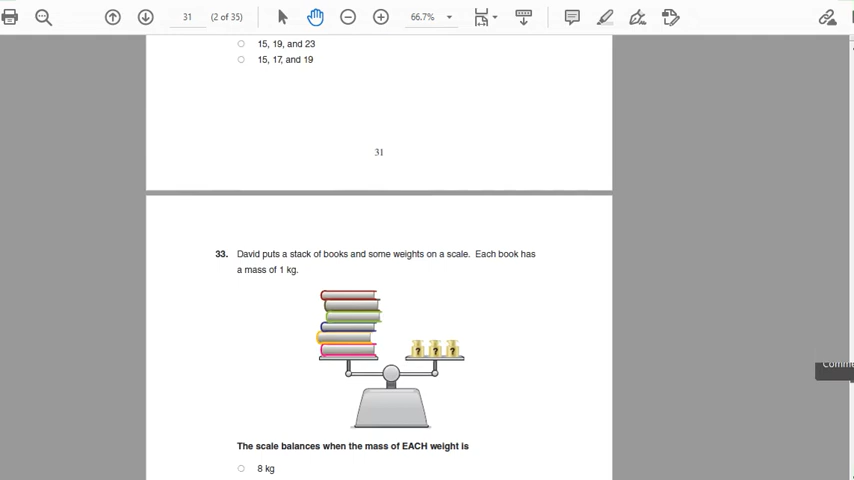 31
(2 of 35)
66.7%
15, 19, and 23
15, 17, and 19
31
33. David puts a stack of books and some weights on a scale. Each book has
a mass of 1 kg.
? ? ?
The scale balances when the mass of EACH weight is
8 kg